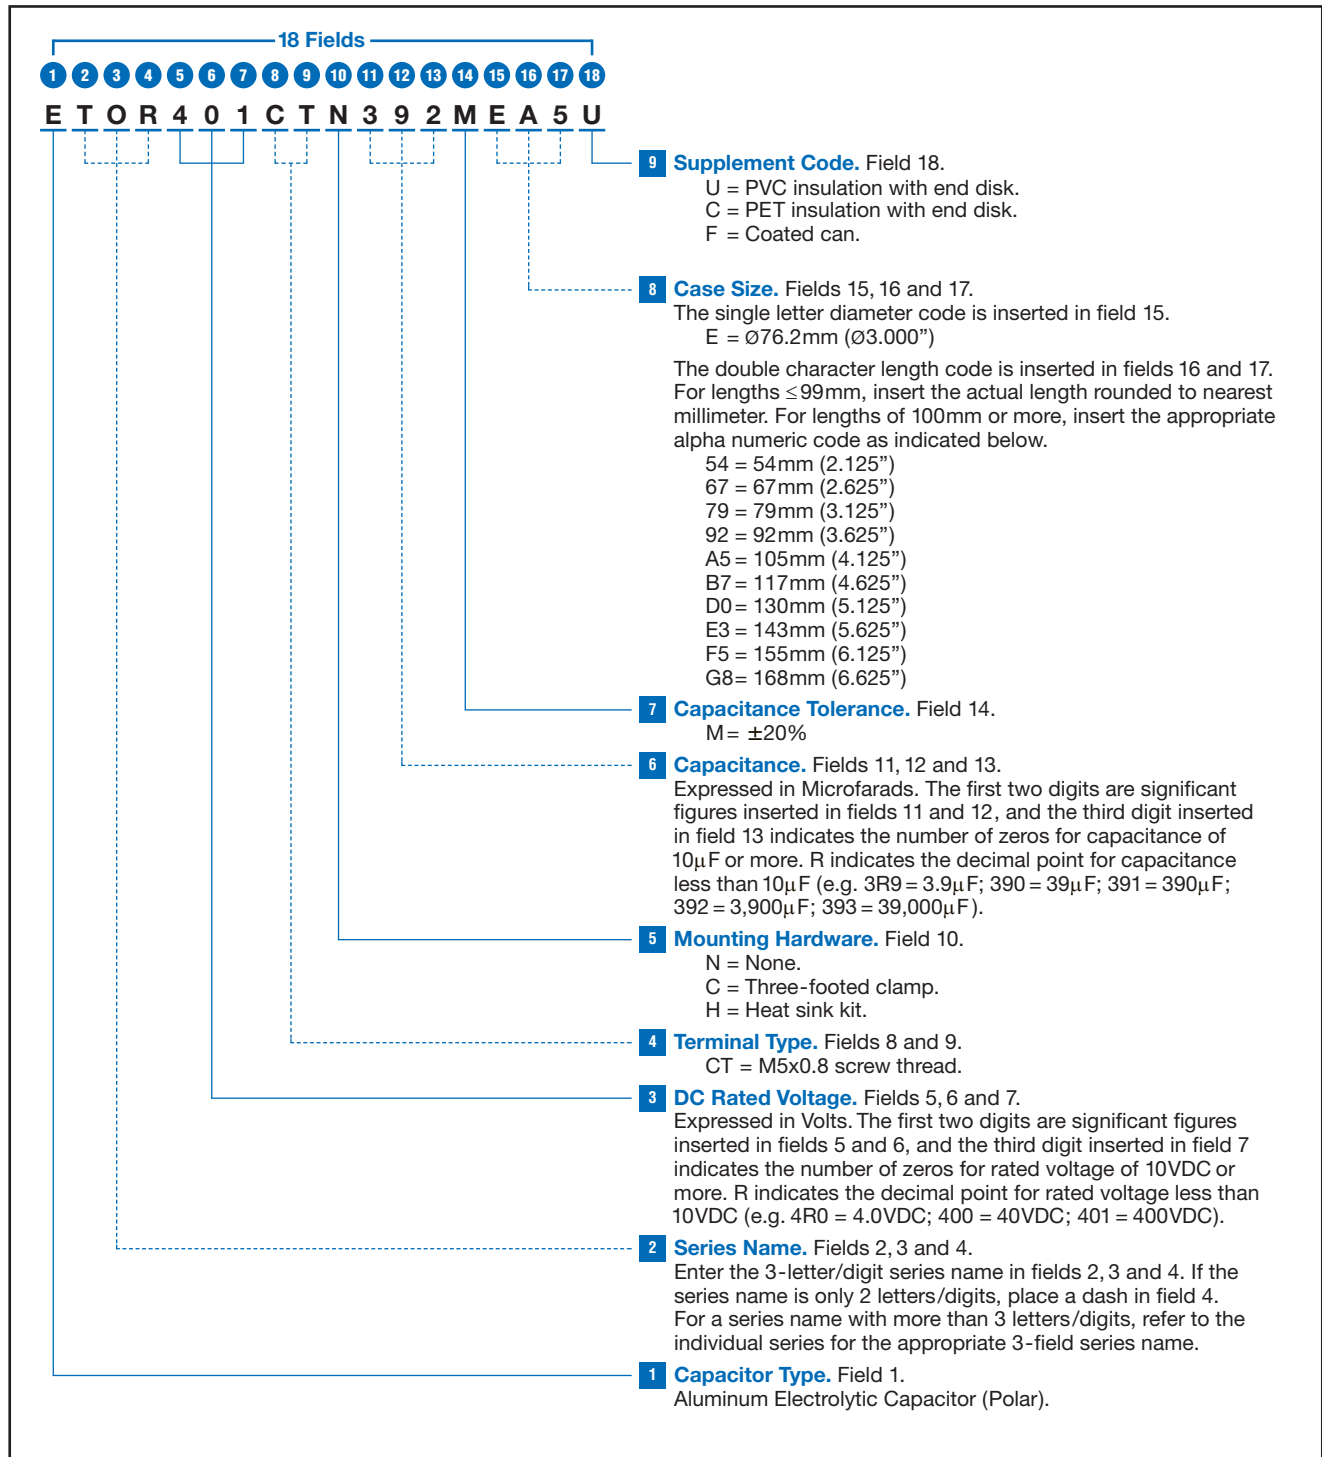 18 Fields
1 2 3 4 5 6 7 8 9 10 11 12 13 14 15 16 17 18
E T O R 4 0 1 C T N 3 9 2 M E A 5 U
9 Supplement Code. Field 18.
U = PVC insulation with end disk.
C = PET insulation with end disk.
F = Coated can.
8 Case Size. Fields 15, 16 and 17.
The single letter diameter code is inserted in field 15.
E = Ø76.2mm (Ø3.000”)
The double character length code is inserted in fields 16 and 17.
For lengths ≤99mm, insert the actual length rounded to nearest
millimeter. For lengths of 100mm or more, insert the appropriate
alpha numeric code as indicated below.
54 = 54mm (2.125”)
67 = 67mm (2.625”)
79 = 79mm (3.125”)
92 = 92mm (3.625”)
A5 = 105mm (4.125”)
B7 = 117mm (4.625”)
D0 = 130mm (5.125”)
E3 = 143mm (5.625”)
F5 = 155mm (6.125”)
G8 = 168mm (6.625”)
7 Capacitance Tolerance. Field 14.
M = ±20%
6 Capacitance. Fields 11, 12 and 13.
Expressed in Microfarads. The first two digits are significant
figures inserted in fields 11 and 12, and the third digit inserted
in field 13 indicates the number of zeros for capacitance of
10µF or more. R indicates the decimal point for capacitance
less than 10µF (e.g. 3R9 = 3.9µF; 390 = 39µF; 391 = 390µF;
392 = 3,900µF; 393 = 39,000µF).
5 Mounting Hardware. Field 10.
N = None.
C = Three-footed clamp.
H = Heat sink kit.
4 Terminal Type. Fields 8 and 9.
CT = M5x0.8 screw thread.
3 DC Rated Voltage. Fields 5, 6 and 7.
Expressed in Volts. The first two digits are significant figures
inserted in fields 5 and 6, and the third digit inserted in field 7
indicates the number of zeros for rated voltage of 10VDC or
more. R indicates the decimal point for rated voltage less than
10VDC (e.g. 4R0 = 4.0VDC; 400 = 40VDC; 401 = 400VDC).
2 Series Name. Fields 2, 3 and 4.
Enter the 3-letter/digit series name in fields 2, 3 and 4. If the
series name is only 2 letters/digits, place a dash in field 4.
For a series name with more than 3 letters/digits, refer to the
individual series for the appropriate 3-field series name.
1 Capacitor Type. Field 1.
Aluminum Electrolytic Capacitor (Polar).